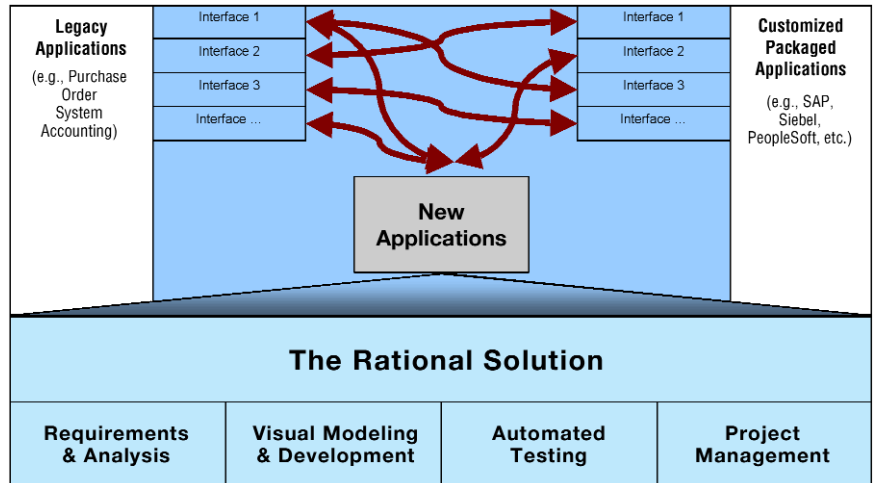 Legacy
Applications
(e.g., Purchase
Order
System
Accounting)
Interface 1
Interface 2
Interface 3
Interface ...
Interface 1
Interface 2
Interface 3
Interface ...
Customized
Packaged
Applications
(e.g., SAP,
Siebel,
PeopleSoft, etc.)
New
Applications
The Rational Solution
Requirements
& Analysis
Visual Modeling
& Development
Automated
Testing
Project
Management